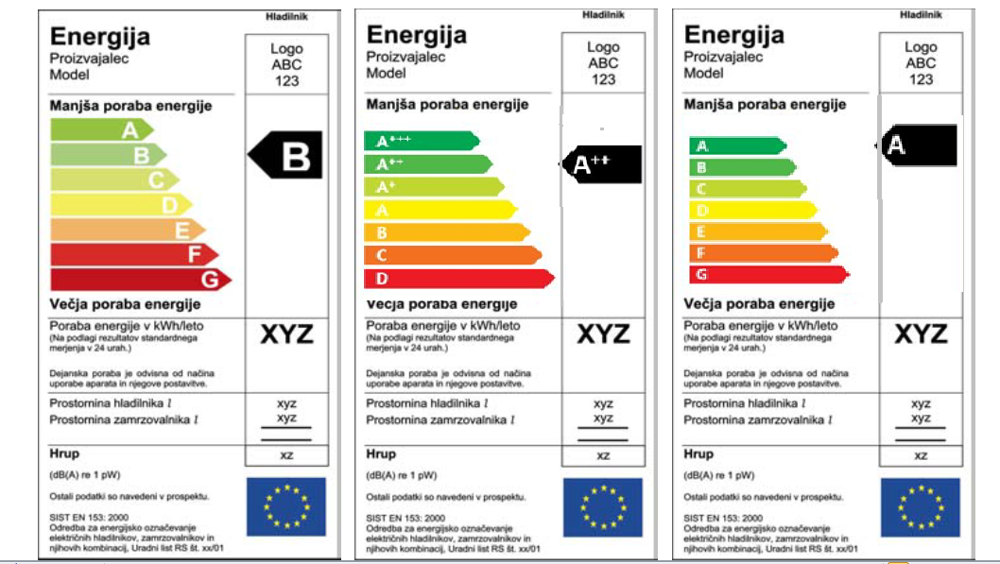 Hladilnik
Energija
Proizvajalec
Model
Logo
ABC
123
Manjša poraba energije
A
B
C
D
E
F
G
B
Večja poraba energije
Poraba energije v kWh/leto
(Na podlagi rezultatov standardnega
merjenja v 24 urah.)
XYZ
Dejanska poraba je odvisna od načina
uporabe aparata in njegove postavitve.
Prostornina hladilnika l
xyz
Prostornina zamrzovalnika l
xyz
Hrup
xz
(dB(A) re 1 pW)
Ostali podatki so navedeni v prospektu.
SIST EN 153: 2000
Odredba za energijsko označevanje
električnih hladilnikov, zamrzovalnikov in
njihovih kombinacij, Uradni list RS št. xx/01
Hladilnik
Energija
Proizvajalec
Model
Logo
ABC
123
Manjša poraba energije
A+++
A++
A+
A
B
C
D
A++
Večja poraba energije
Poraba energije v kWh/leto
(Na podlagi rezultatov standardnega
merjenja v 24 urah.)
XYZ
Dejanska poraba je odvisna od načina
uporabe aparata in njegove postavitve.
Prostornina hladilnika l
xyz
Prostornina zamrzovalnika l
xyz
Hrup
xz
(dB(A) re 1 pW)
Ostali podatki so navedeni v prospektu.
SIST EN 153: 2000
Odredba za energijsko označevanje
električnih hladilnikov, zamrzovalnikov in
njihovih kombinacij, Uradni list RS št. xx/01
Hladilnik
Energija
Proizvajalec
Model
Logo
ABC
123
Manjša poraba energije
A
B
C
D
E
F
G
A
Večja poraba energije
Poraba energije v kWh/leto
(Na podlagi rezultatov standardnega
merjenja v 24 urah.)
XYZ
Dejanska poraba je odvisna od načina
uporabe aparata in njegove postavitve.
Prostornina hladilnika l
xyz
Prostornina zamrzovalnika l
xyz
Hrup
xz
(dB(A) re 1 pW)
Ostali podatki so navedeni v prospektu.
SIST EN 153: 2000
Odredba za energijsko označevanje
električnih hladilnikov, zamrzovalnikov in
njihovih kombinacij, Uradni list RS št. xx/01